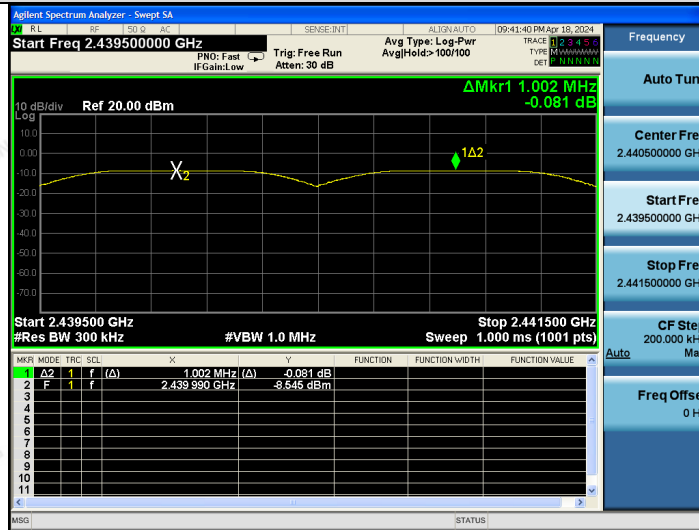 Agilent Spectrum Analyzer - Swept SA
LXI RL RF 50 Ω AC SENSE:INT ALIGNAUTO 09:41:40 PM Apr 18, 2024
Start Freq 2.439500000 GHz
PNO: Fast
IFGain:Low
Trig: Free Run
Atten: 30 dB
Avg Type: Log-Pwr
Avg|Hold:>100/100
TRACE 1 2 3 4 5 6
TYPE MWWWWW
DET P N N N N N
ΔMkr1 1.002 MHz
-0.081 dB
10 dB/div Ref 20.00 dBm
Log
10.0
0.00
-10.0
-20.0
-30.0
-40.0
-50.0
-60.0
-70.0
X2
1Δ2
Start 2.439500 GHz Stop 2.441500 GHz
#Res BW 300 kHz #VBW 1.0 MHz Sweep 1.000 ms (1001 pts)
MKR MODE TRC SCL X Y FUNCTION FUNCTION WIDTH FUNCTION VALUE
1 Δ2 1 f (Δ) 1.002 MHz (Δ) -0.081 dB
2 F 1 f 2.439 990 GHz -8.545 dBm
3
4
5
6
7
8
9
10
11
MSG STATUS
Frequency
Auto Tun
Center Fre
2.440500000 GH
Start Fre
2.439500000 GH
Stop Fre
2.441500000 GH
CF Ste
200.000 kH
Auto Ma
Freq Offse
0 H